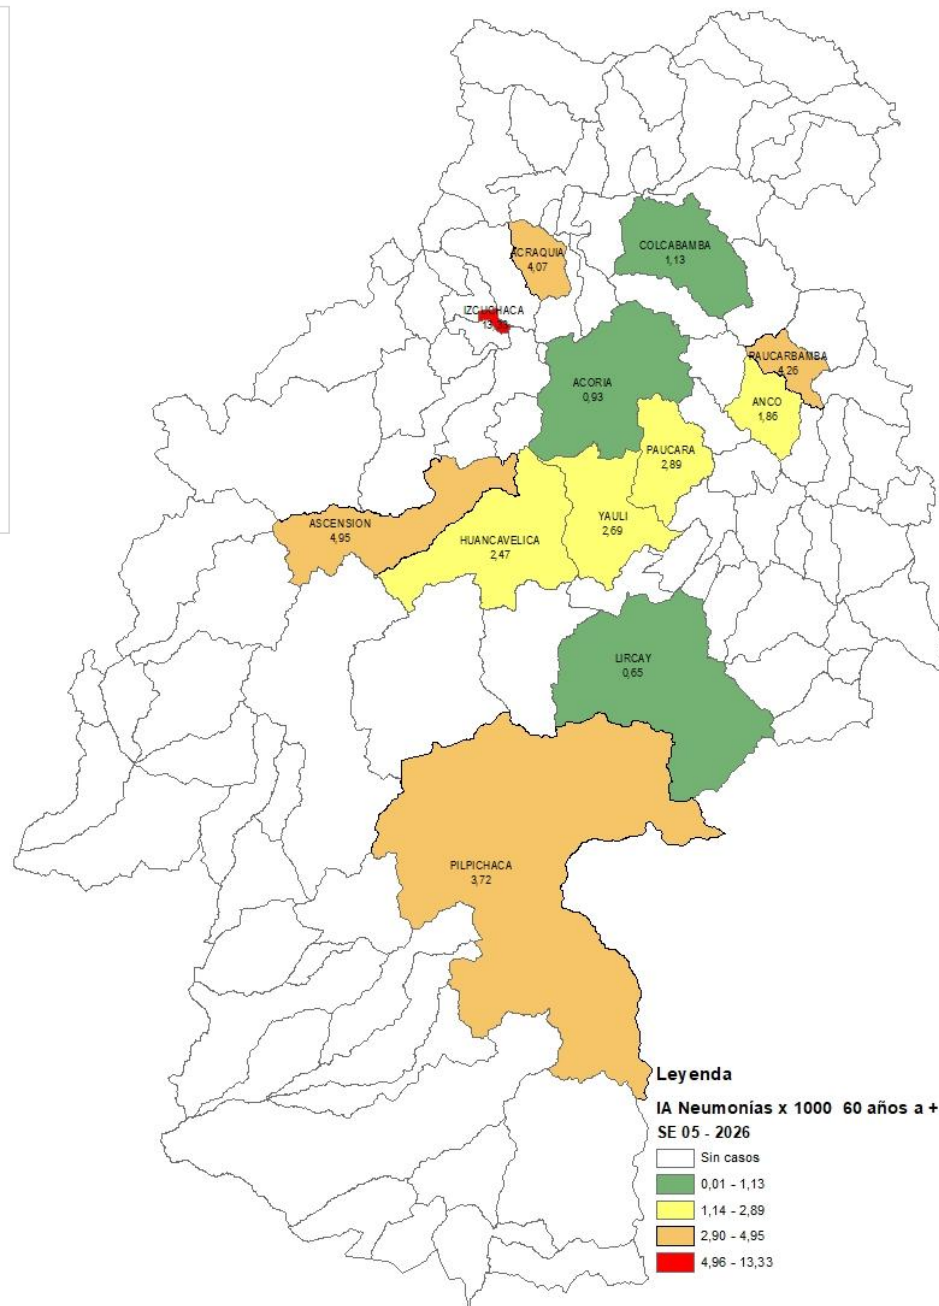 ACRAQUIA
4,07
COLCABAMBA
1,13
IZCUCHACA
PAUCARBAMBA
4,26
ACORIA
0,93
ANCO
1,86
PAUCARA
2,89
ASCENSION
4,95
HUANCAVELICA
2,47
YAULI
2,69
LIRCAY
0,65
PILPICHACA
3,72
Leyenda
IA Neumonías x 1000 60 años a +
SE 05 - 2026
Sin casos
0,01 - 1,13
1,14 - 2,89
2,90 - 4,95
4,96 - 13,33